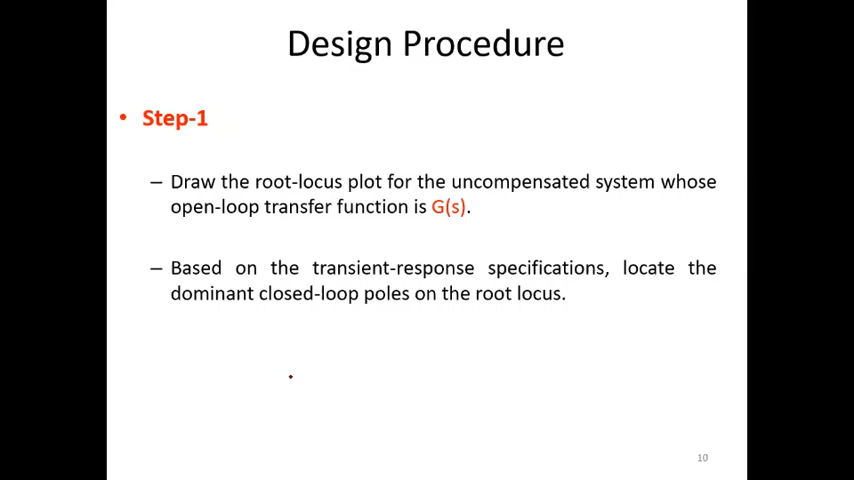 Design Procedure
• Step-1
– Draw the root-locus plot for the uncompensated system whose
open-loop transfer function is G(s).
– Based on the transient-response specifications, locate the
dominant closed-loop poles on the root locus.
10